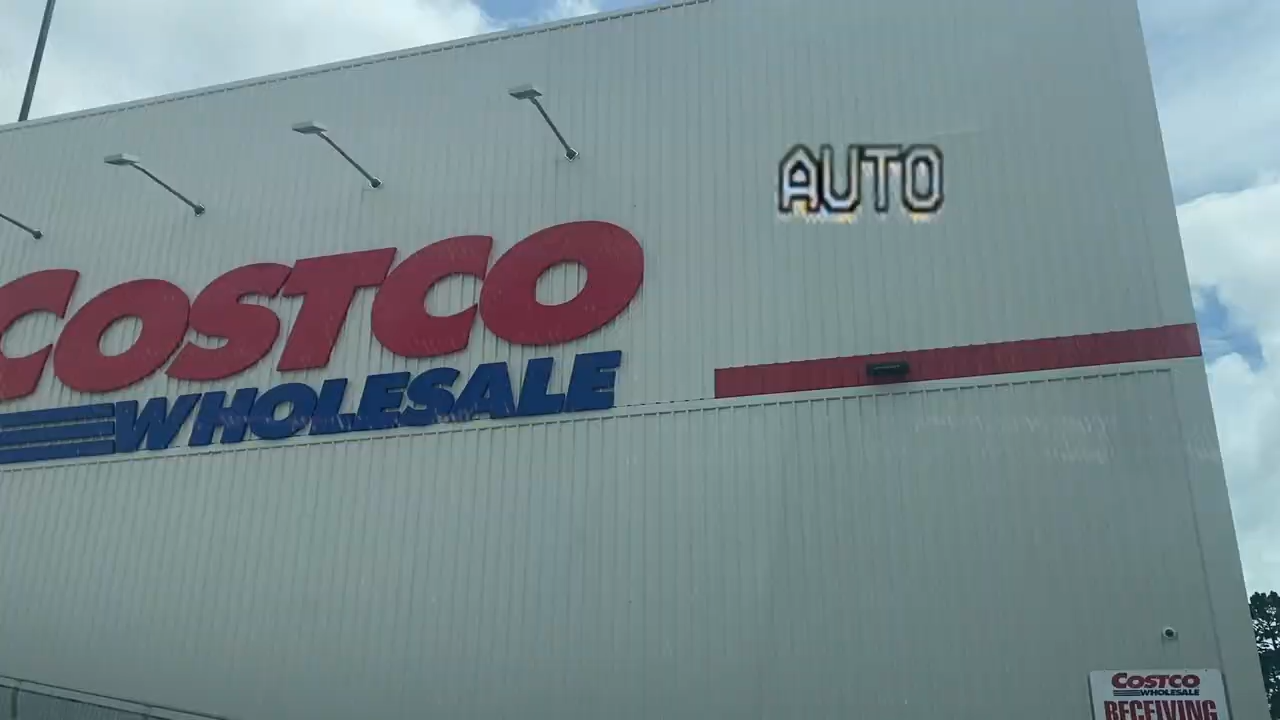 AUTO
COSTCO
WHOLESALE
COSTCO
WHOLESALE
RECEIVING